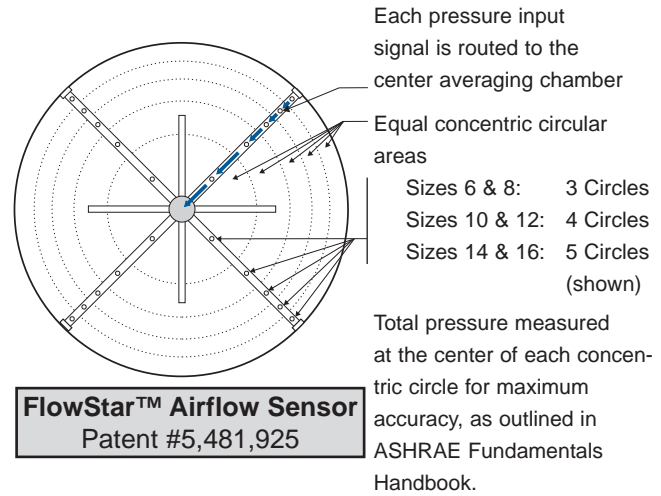 Each pressure input
signal is routed to the
center averaging chamber
Equal concentric circular
areas
Sizes 6 & 8: 3 Circles
Sizes 10 & 12: 4 Circles
Sizes 14 & 16: 5 Circles
(shown)
Total pressure measured
at the center of each concen-
tric circle for maximum
accuracy, as outlined in
ASHRAE Fundamentals
Handbook.
FlowStar™ Airflow Sensor
Patent #5,481,925